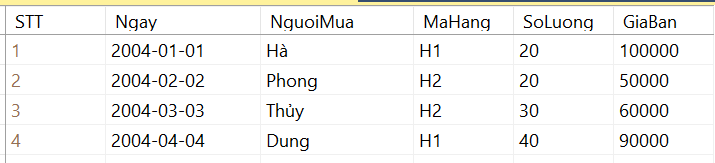 STT Ngay NguoiMua MaHang SoLuong GiaBan
1 2004-01-01 Hà H1 20 100000
2 2004-02-02 Phong H2 20 50000
3 2004-03-03 Thủy H2 30 60000
4 2004-04-04 Dung H1 40 90000